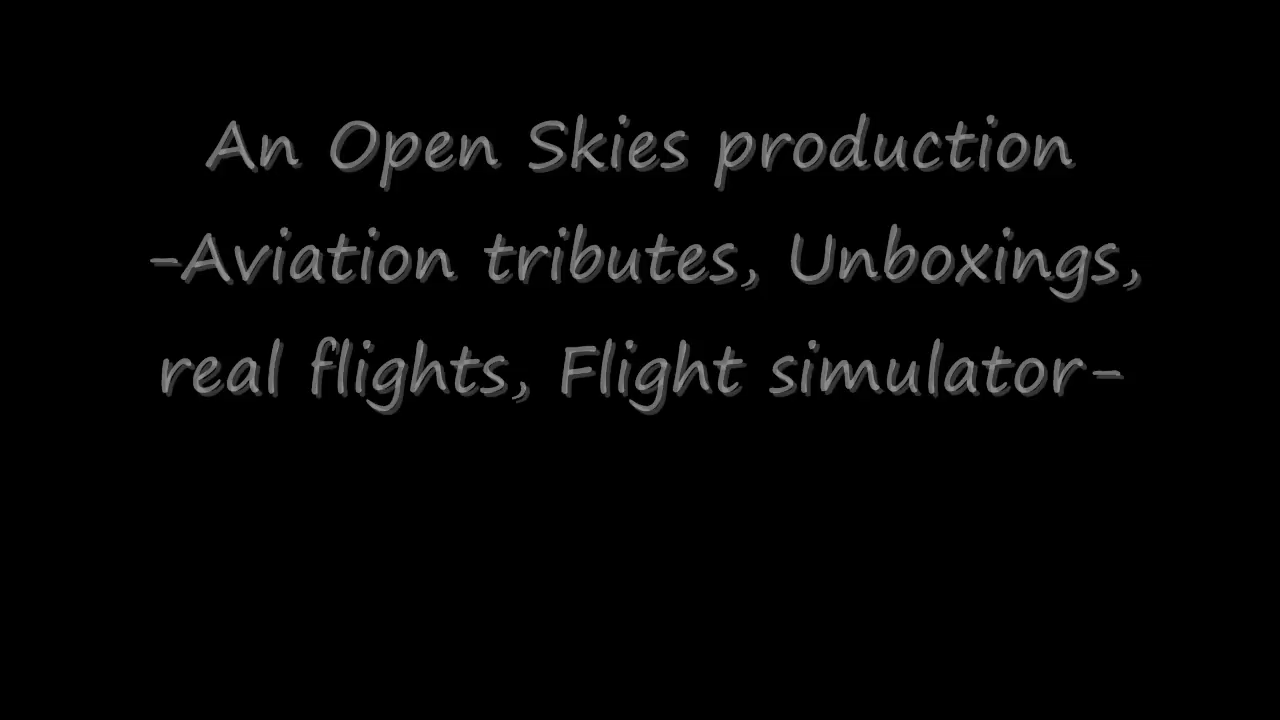 An Open Skies production
-Aviation tributes, Unboxings,
real flights, Flight simulator-